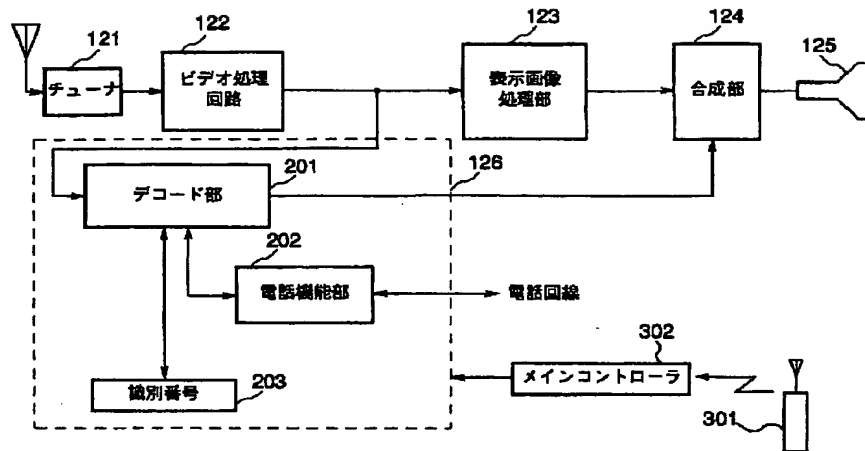 121
チューナ
122
ビデオ処理
回路
123
表示画像
処理部
124
合成部
125
126
201
デコード部
202
電話機能部
電話回線
203
識別番号
302
メインコントローラ
301